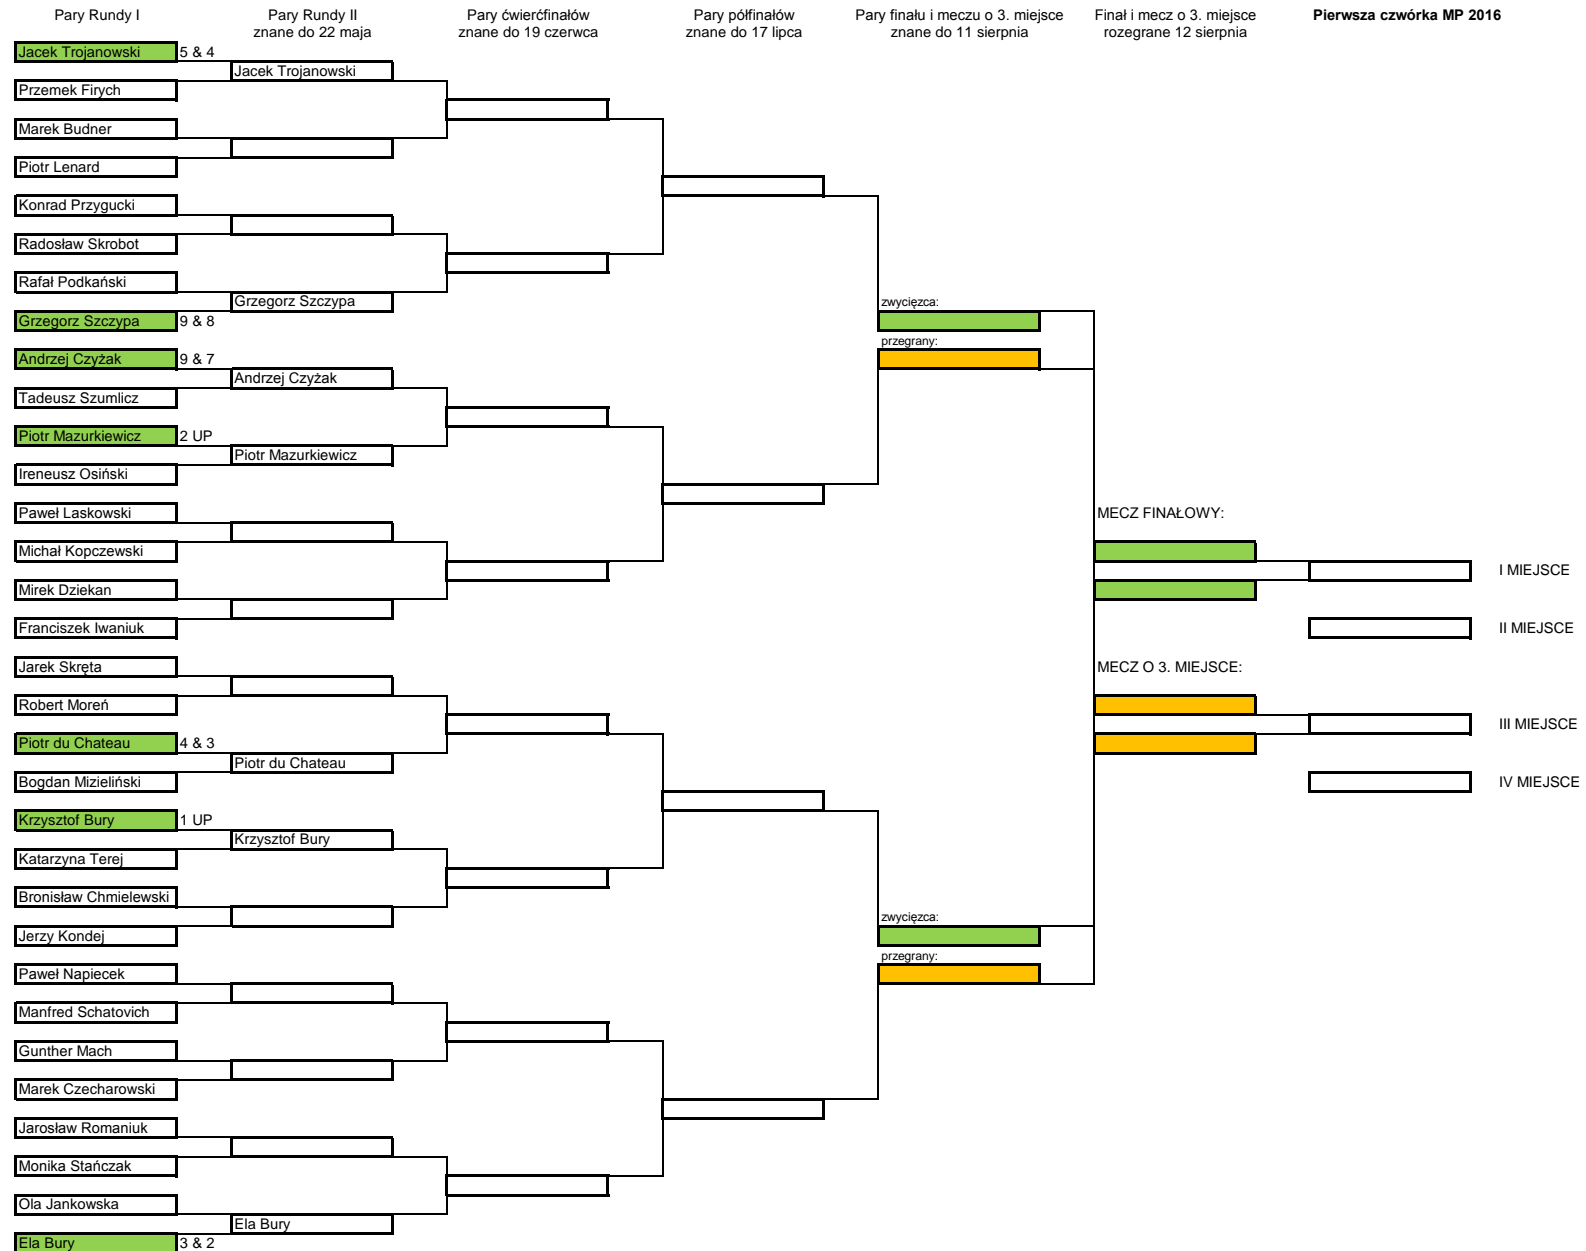 Pary Rundy I
Pary Rundy II
znane do 22 maja
Pary ćwierćfinałów
znane do 19 czerwca
Pary półfinałów
znane do 17 lipca
Pary finału i meczu o 3. miejsce
znane do 11 sierpnia
Finał i mecz o 3. miejsce
rozegrane 12 sierpnia
Pierwsza czwórka MP 2016
Jacek Trojanowski 5 & 4
Jacek Trojanowski
Przemek Firych
Marek Budner
Piotr Lenard
Konrad Przygucki
Radosław Skrobot
Rafał Podkański
Grzegorz Szczypa
zwycięzca:
Grzegorz Szczypa 9 & 8
przegrany:
Andrzej Czyżak 9 & 7
Andrzej Czyżak
Tadeusz Szumlicz
Piotr Mazurkiewicz 2 UP
Piotr Mazurkiewicz
Ireneusz Osiński
Paweł Laskowski
MECZ FINAŁOWY:
Michał Kopczewski
I MIEJSCE
Mirek Dziekan
Franciszek Iwaniuk
II MIEJSCE
Jarek Skręta
MECZ O 3. MIEJSCE:
Robert Moreń
III MIEJSCE
Piotr du Chateau 4 & 3
Piotr du Chateau
Bogdan Mizieliński
IV MIEJSCE
Krzysztof Bury 1 UP
Krzysztof Bury
Katarzyna Terej
Bronisław Chmielewski
zwycięzca:
Jerzy Kondej
przegrany:
Paweł Napiecek
Manfred Schatovich
Gunther Mach
Marek Czecharowski
Jarosław Romaniuk
Monika Stańczak
Ola Jankowska
Ela Bury
Ela Bury 3 & 2